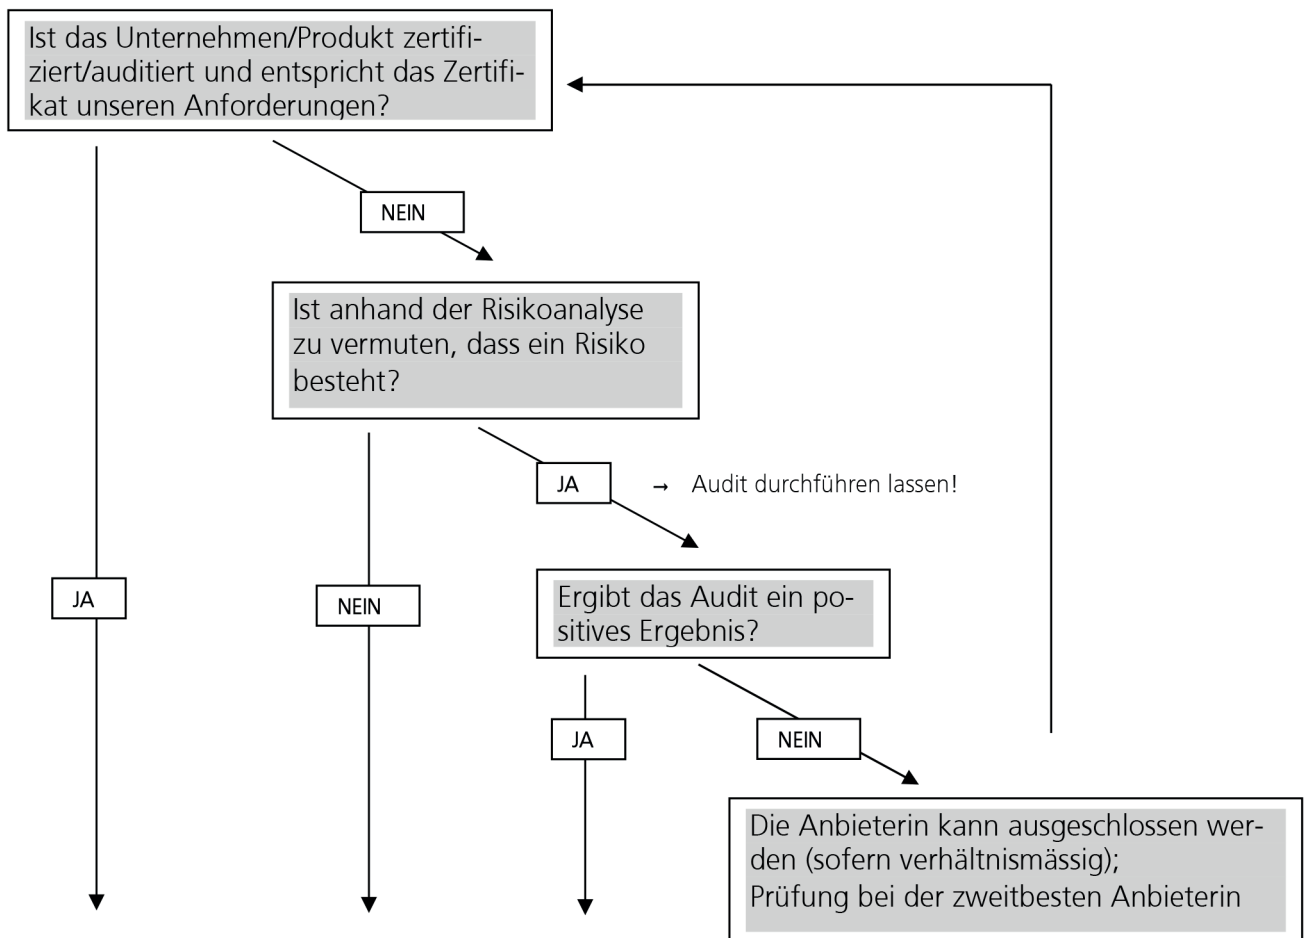 Ist das Unternehmen/Produkt zertifi-
ziert/auditiert und entspricht das Zertifi-
kat unseren Anforderungen?
NEIN
Ist anhand der Risikoanalyse
zu vermuten, dass ein Risiko
besteht?
JA → Audit durchführen lassen!
JA
NEIN
Ergibt das Audit ein po-
sitives Ergebnis?
JA
NEIN
Die Anbieterin kann ausgeschlossen wer-
den (sofern verhältnismässig);
Prüfung bei der zweitbesten Anbieterin